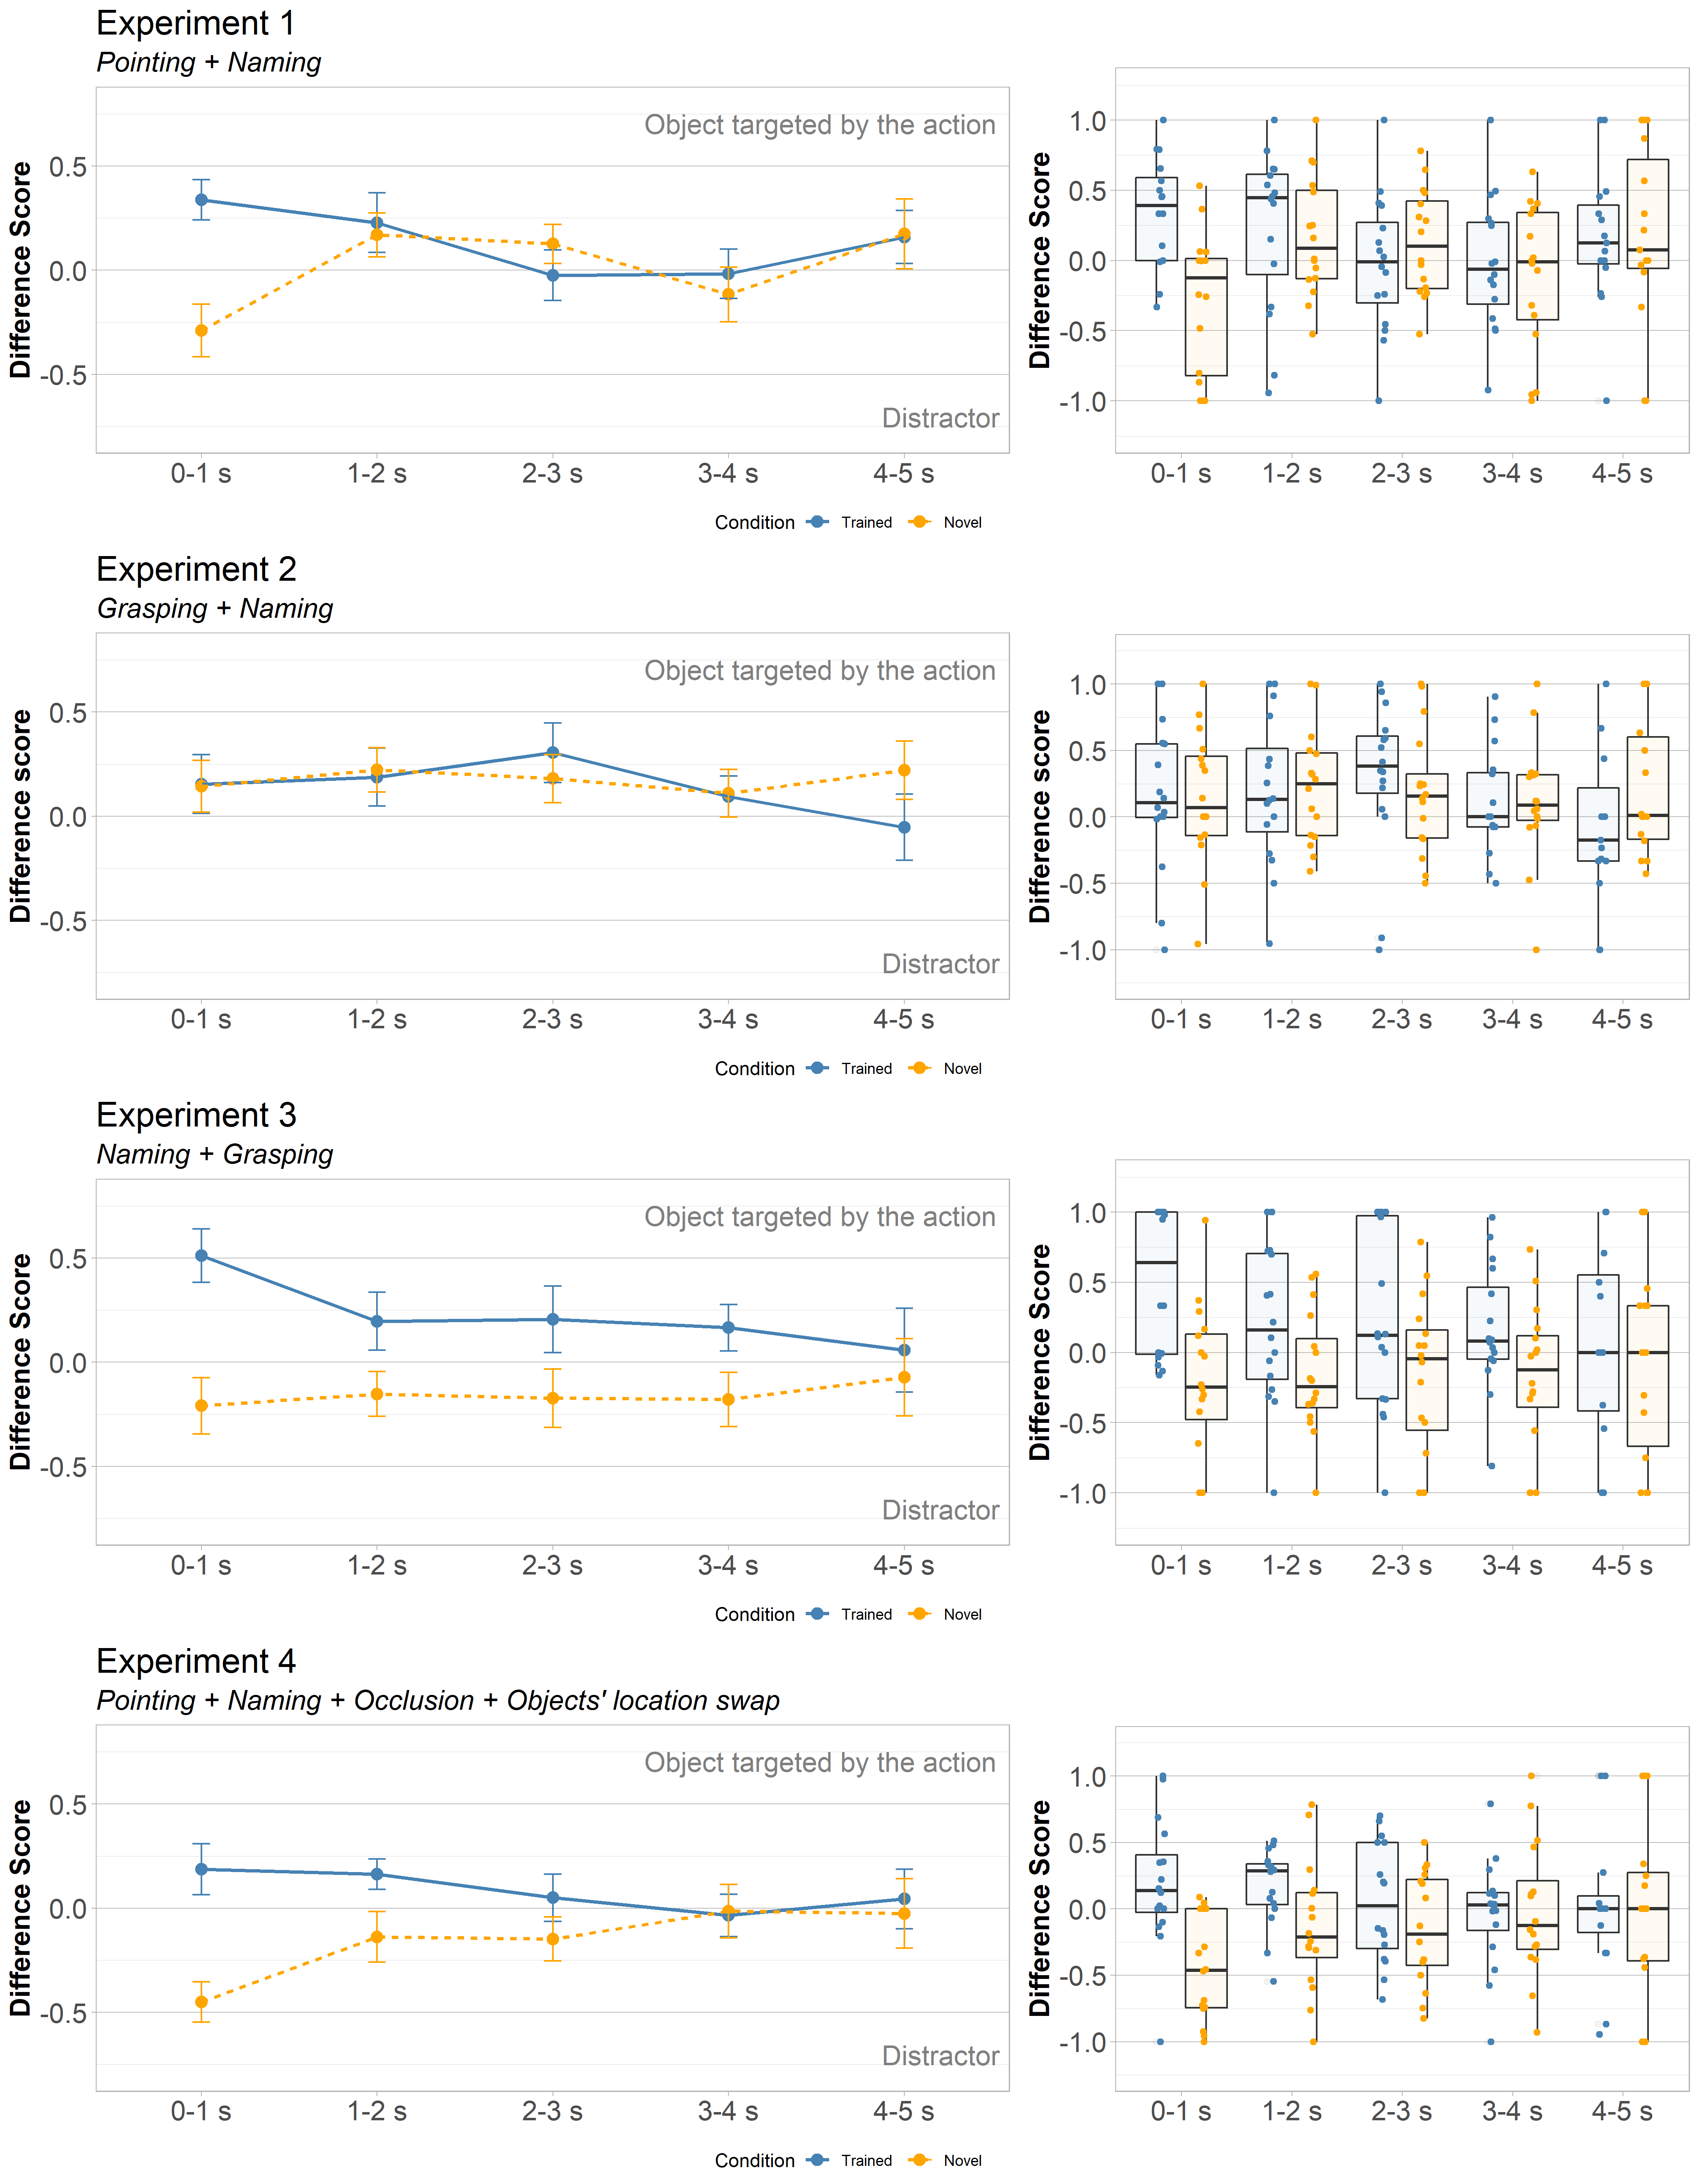 Experiment 1
Pointing + Naming
Difference Score
0.5
0.0
-0.5
Object targeted by the action
Distractor
0-1 s 1-2 s 2-3 s 3-4 s 4-5 s
Condition Trained Novel
Difference Score
1.0
0.5
0.0
-0.5
-1.0
0-1 s 1-2 s 2-3 s 3-4 s 4-5 s
Experiment 2
Grasping + Naming
Difference score
0.5
0.0
-0.5
Object targeted by the action
Distractor
0-1 s 1-2 s 2-3 s 3-4 s 4-5 s
Condition Trained Novel
Difference score
1.0
0.5
0.0
-0.5
-1.0
0-1 s 1-2 s 2-3 s 3-4 s 4-5 s
Experiment 3
Naming + Grasping
Difference Score
0.5
0.0
-0.5
Object targeted by the action
Distractor
0-1 s 1-2 s 2-3 s 3-4 s 4-5 s
Condition Trained Novel
Difference Score
1.0
0.5
0.0
-0.5
-1.0
0-1 s 1-2 s 2-3 s 3-4 s 4-5 s
Experiment 4
Pointing + Naming + Occlusion + Objects' location swap
Difference Score
0.5
0.0
-0.5
Object targeted by the action
Distractor
0-1 s 1-2 s 2-3 s 3-4 s 4-5 s
Condition Trained Novel
Difference Score
1.0
0.5
0.0
-0.5
-1.0
0-1 s 1-2 s 2-3 s 3-4 s 4-5 s